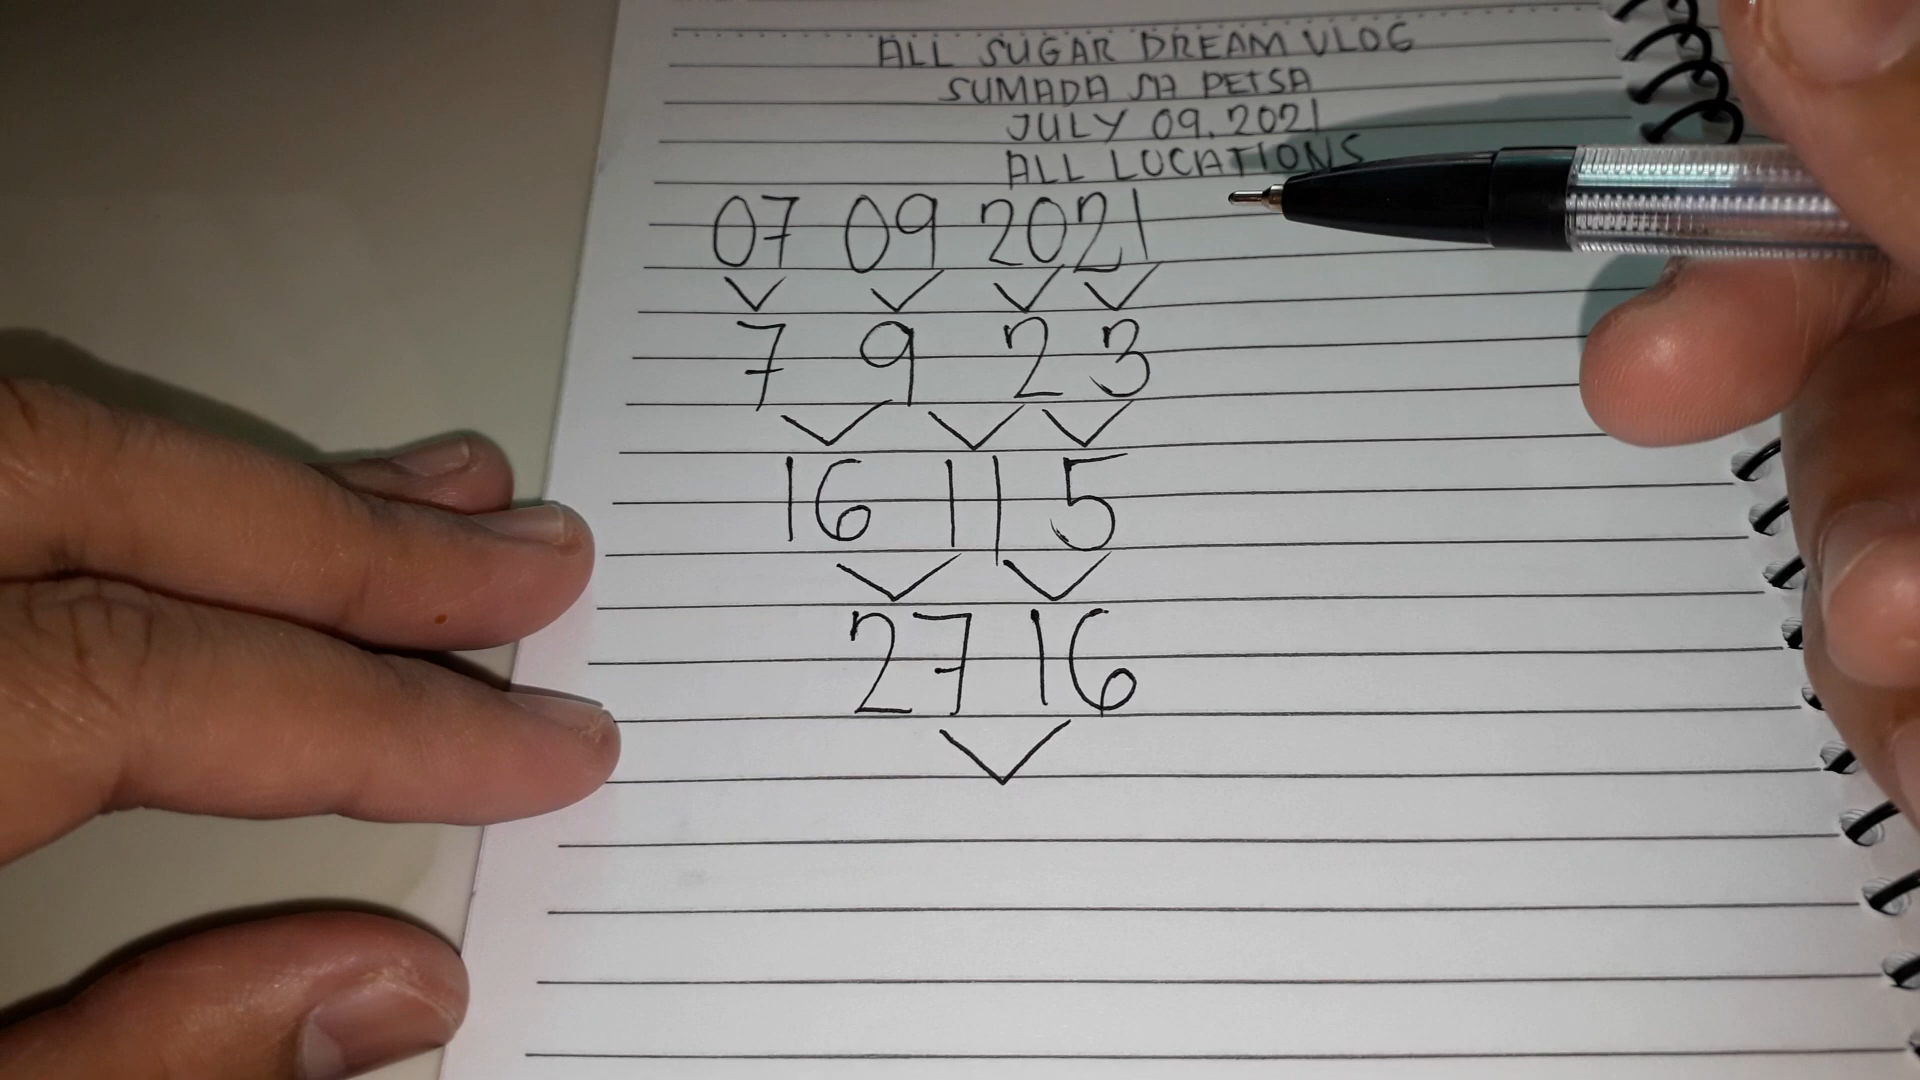 ALL SUGAR DREAM VLOG
SUMADA SA PETSA
JULY 09, 2021
ALL LOCATIONS
07 09 2021
7 9 2 3
16 11 5
27 16